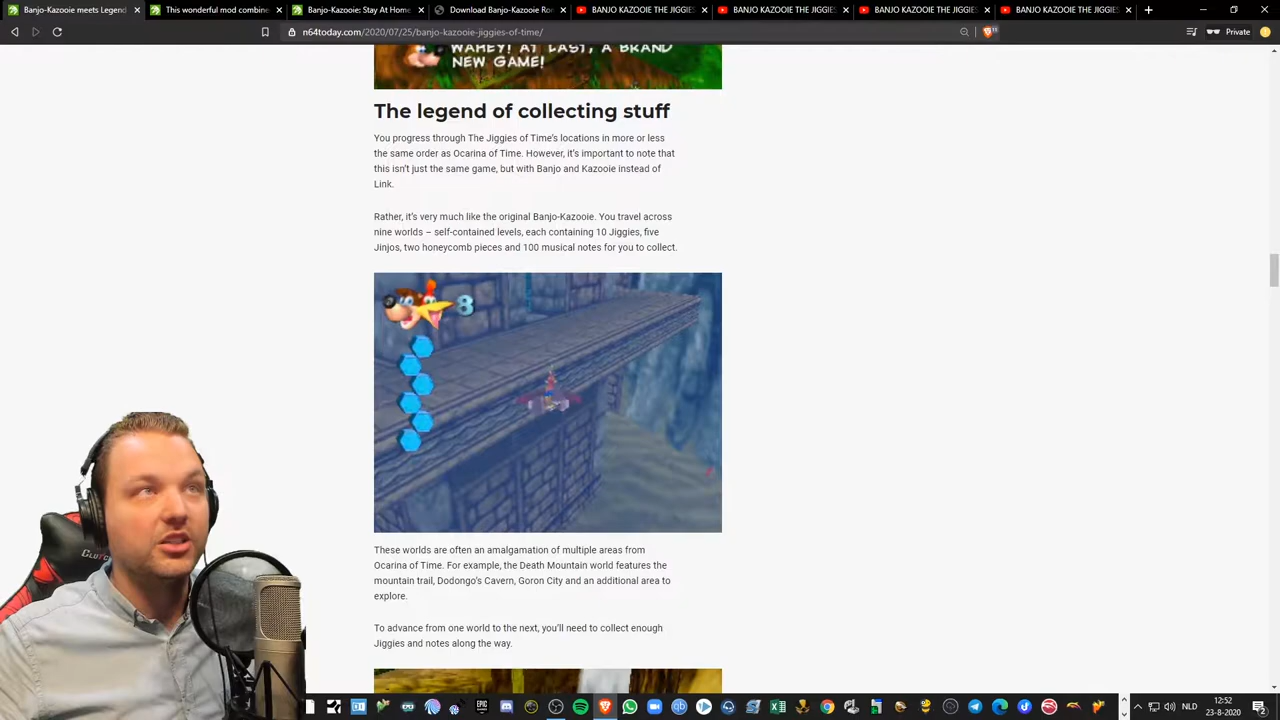 Banjo-Kazooie meets Legend
This wonderful mod combine
Banjo-Kazooie: Stay At Home
Download Banjo Kazooie Ro
BANJO KAZOOIE THE JIGGIES
BANJO KAZOOIE THE JIGGIES
BANJO KAZOOIE THE JIGGIES
BANJO KAZOOIE THE JIGGIES
n64today.com/2020/07/25/banjo-kazooie-jiggies-of-time/
Private
WAHEY! AT LAST, A BRAND
NEW GAME!
The legend of collecting stuff
You progress through The Jiggies of Time's locations in more or less
the same order as Ocarina of Time. However, it's important to note that
this isn't just the same game, but with Banjo and Kazooie instead of
Link.
Rather, it's very much like the original Banjo-Kazooie. You travel across
nine worlds – self-contained levels, each containing 10 Jiggies, five
Jinjos, two honeycomb pieces and 100 musical notes for you to collect.
8
These worlds are often an amalgamation of multiple areas from
Ocarina of Time. For example, the Death Mountain world features the
mountain trail, Dodongo's Cavern, Goron City and an additional area to
explore.
To advance from one world to the next, you'll need to collect enough
Jiggies and notes along the way.
CLUTCH
EPIC
NLD
12:52
23-8-2020